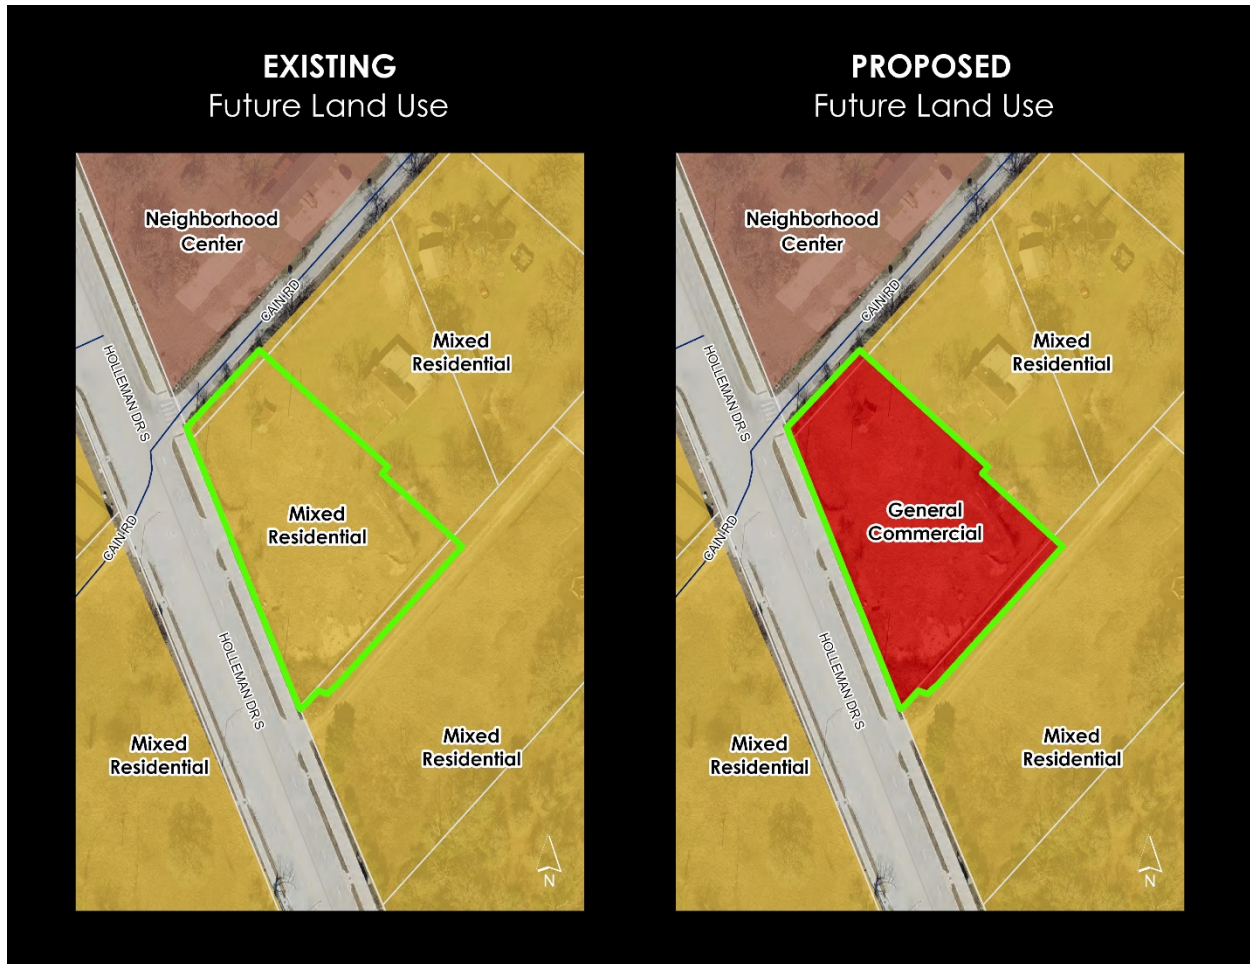 EXISTING
Future Land Use
Neighborhood
Center
CAIN RD
Mixed
Residential
HOLLEMAN DR S
Mixed
Residential
CAIN RD
HOLLEMAN DR S
Mixed
Residential
Mixed
Residential
N
PROPOSED
Future Land Use
Neighborhood
Center
CAIN RD
Mixed
Residential
HOLLEMAN DR S
General
Commercial
CAIN RD
HOLLEMAN DR S
Mixed
Residential
Mixed
Residential
N